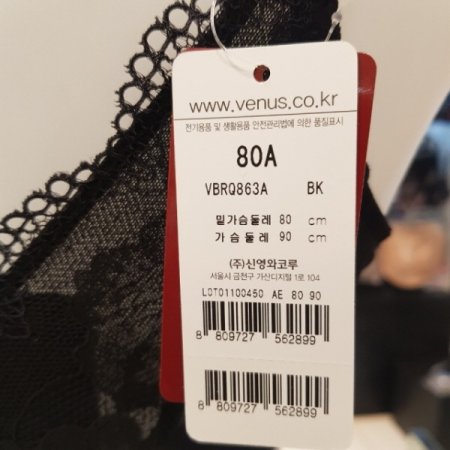 www.venus.co.kr
전기용품 및 생활용품 안전관리법에 의한 품질표시
80A
VBRQ863A BK
밑가슴둘레 80 cm
가슴둘레 90 cm
(주)신영와코루
서울시 금천구 가산디지털 1로 104
LOT01100450 AE 80 90
8 809727 562899
8 809727 562899